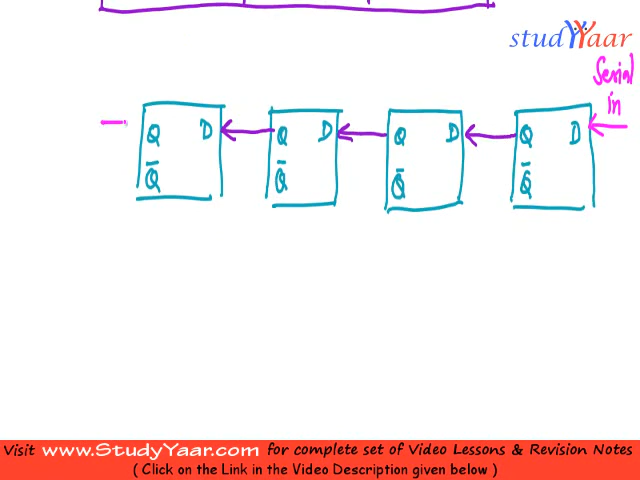 studYYaar
Serial
in
Q D Q D Q D Q D
Q̅ Q̅ Q̅ Q̅
Visit www.StudyYaar.com for complete set of Video Lessons & Revision Notes
( Click on the Link in the Video Description given below )